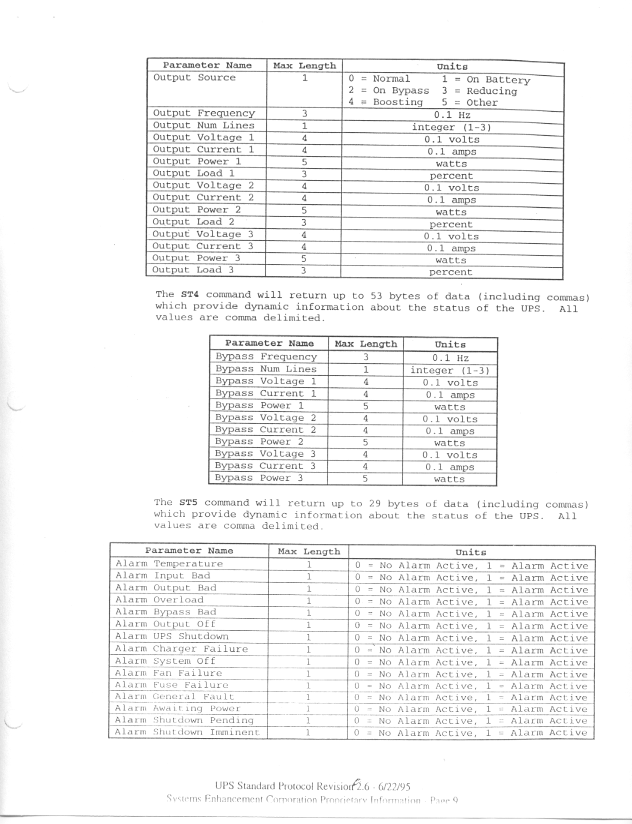 Parameter Name Max Length Units
Output Source 1 0 = Normal 1 = On Battery
2 = On Bypass 3 = Reducing
4 = Boosting 5 = Other
Output Frequency 3 0.1 Hz
Output Num Lines 1 integer (1-3)
Output Voltage 1 4 0.1 volts
Output Current 1 4 0.1 amps
Output Power 1 5 watts
Output Load 1 3 percent
Output Voltage 2 4 0.1 volts
Output Current 2 4 0.1 amps
Output Power 2 5 watts
Output Load 2 3 percent
Output Voltage 3 4 0.1 volts
Output Current 3 4 0.1 amps
Output Power 3 5 watts
Output Load 3 3 percent
The ST4 command will return up to 53 bytes of data (including commas)
which provide dynamic information about the status of the UPS. All
values are comma delimited.
Parameter Name Max Length Units
Bypass Frequency 3 0.1 Hz
Bypass Num Lines 1 integer (1-3)
Bypass Voltage 1 4 0.1 volts
Bypass Current 1 4 0.1 amps
Bypass Power 1 5 watts
Bypass Voltage 2 4 0.1 volts
Bypass Current 2 4 0.1 amps
Bypass Power 2 5 watts
Bypass Voltage 3 4 0.1 volts
Bypass Current 3 4 0.1 amps
Bypass Power 3 5 watts
The ST5 command will return up to 29 bytes of data (including commas)
which provide dynamic information about the status of the UPS. All
values are comma delimited.
Parameter Name Max Length Units
Alarm Temperature 1 0 = No Alarm Active, 1 = Alarm Active
Alarm Input Bad 1 0 = No Alarm Active, 1 = Alarm Active
Alarm Output Bad 1 0 = No Alarm Active, 1 = Alarm Active
Alarm Overload 1 0 = No Alarm Active, 1 = Alarm Active
Alarm Bypass Bad 1 0 = No Alarm Active, 1 = Alarm Active
Alarm Output Off 1 0 = No Alarm Active, 1 = Alarm Active
Alarm UPS Shutdown 1 0 = No Alarm Active, 1 = Alarm Active
Alarm Charger Failure 1 0 = No Alarm Active, 1 = Alarm Active
Alarm System Off 1 0 = No Alarm Active, 1 = Alarm Active
Alarm Fan Failure 1 0 = No Alarm Active, 1 = Alarm Active
Alarm Fuse Failure 1 0 = No Alarm Active, 1 = Alarm Active
Alarm General Fault 1 0 = No Alarm Active, 1 = Alarm Active
Alarm Awaiting Power 1 0 = No Alarm Active, 1 = Alarm Active
Alarm Shutdown Pending 1 0 = No Alarm Active, 1 = Alarm Active
Alarm Shutdown Imminent 1 0 = No Alarm Active, 1 = Alarm Active
UPS Standard Protocol Revision 2.6 - 6/22/95
Systems Enhancement Corporation Proprietary Information - Page 9